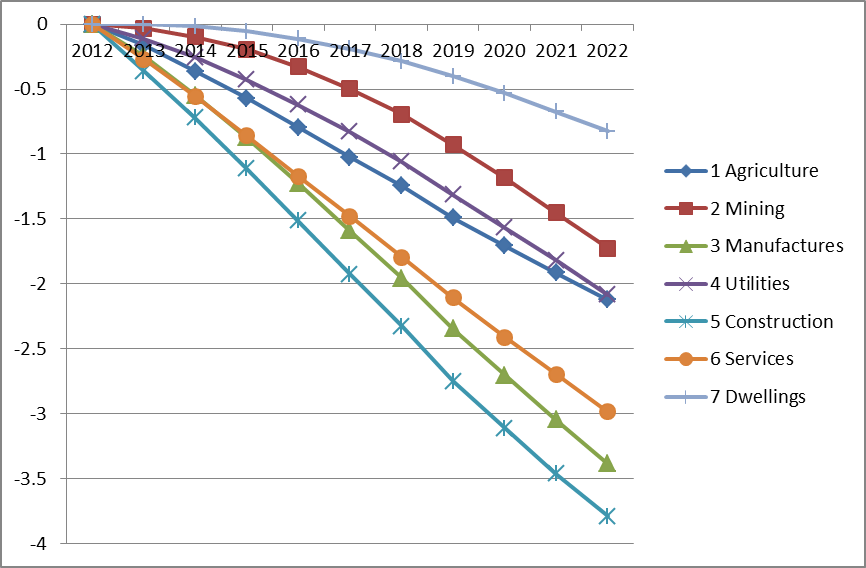 0
2012 2013 2014 2015 2016 2017 2018 2019 2020 2021 2022
-0.5
-1
-1.5
-2
-2.5
-3
-3.5
-4
1 Agriculture
2 Mining
3 Manufactures
4 Utilities
5 Construction
6 Services
7 Dwellings